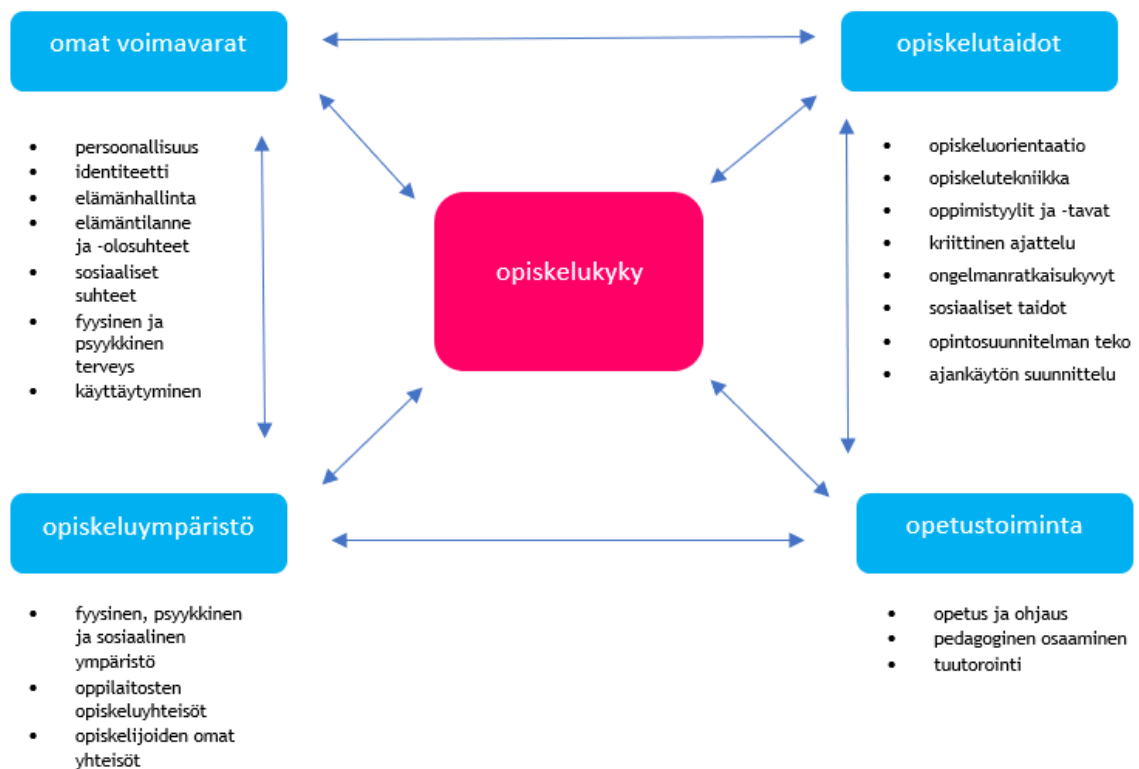 omat voimavarat
persoonallisuus
identiteetti
elämänhallinta
elämäntilanne
ja -olosuhteet
sosiaaliset
suhteet
fyysinen ja
psyykkinen
terveys
käyttäytyminen
opiskelutaidot
opiskeluorientaatio
opiskelutekniikka
oppimistyylit ja -tavat
kriittinen ajattelu
ongelmanratkaisukyvyt
sosiaaliset taidot
opintosuunnitelman teko
ajankäytön suunnittelu
opiskelukyky
opiskeluympäristö
fyysinen, psyykkinen
ja sosiaalinen
ympäristö
oppilaitosten
opiskeluyhteisöt
opiskelijoiden omat
yhteisöt
opetustoiminta
opetus ja ohjaus
pedagoginen osaaminen
tuutorointi